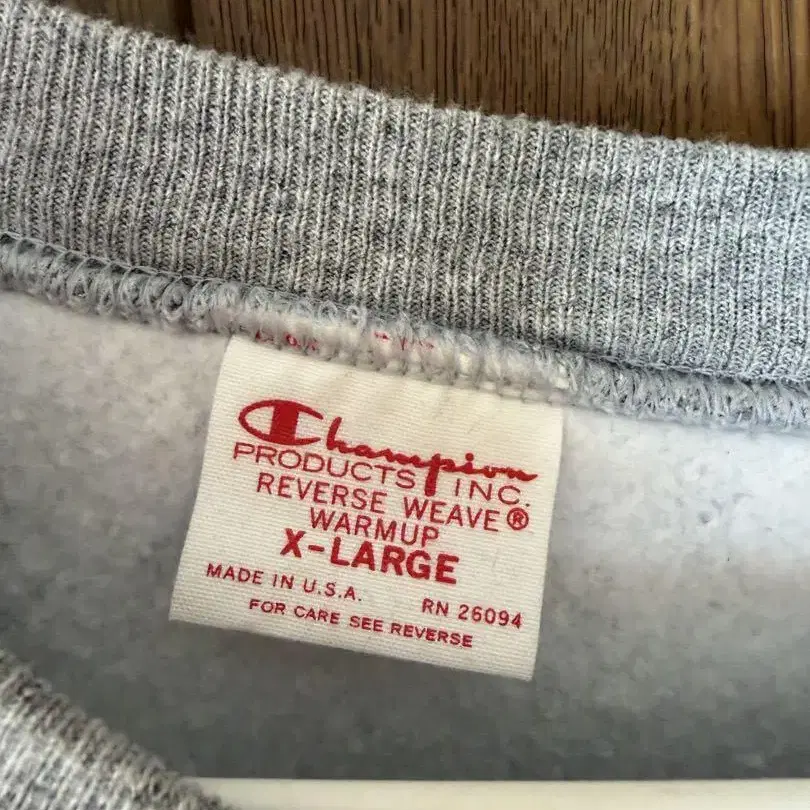 Champion
PRODUCTS INC.
REVERSE WEAVE®
WARMUP
X-LARGE
MADE IN U.S.A. RN 26094
FOR CARE SEE REVERSE